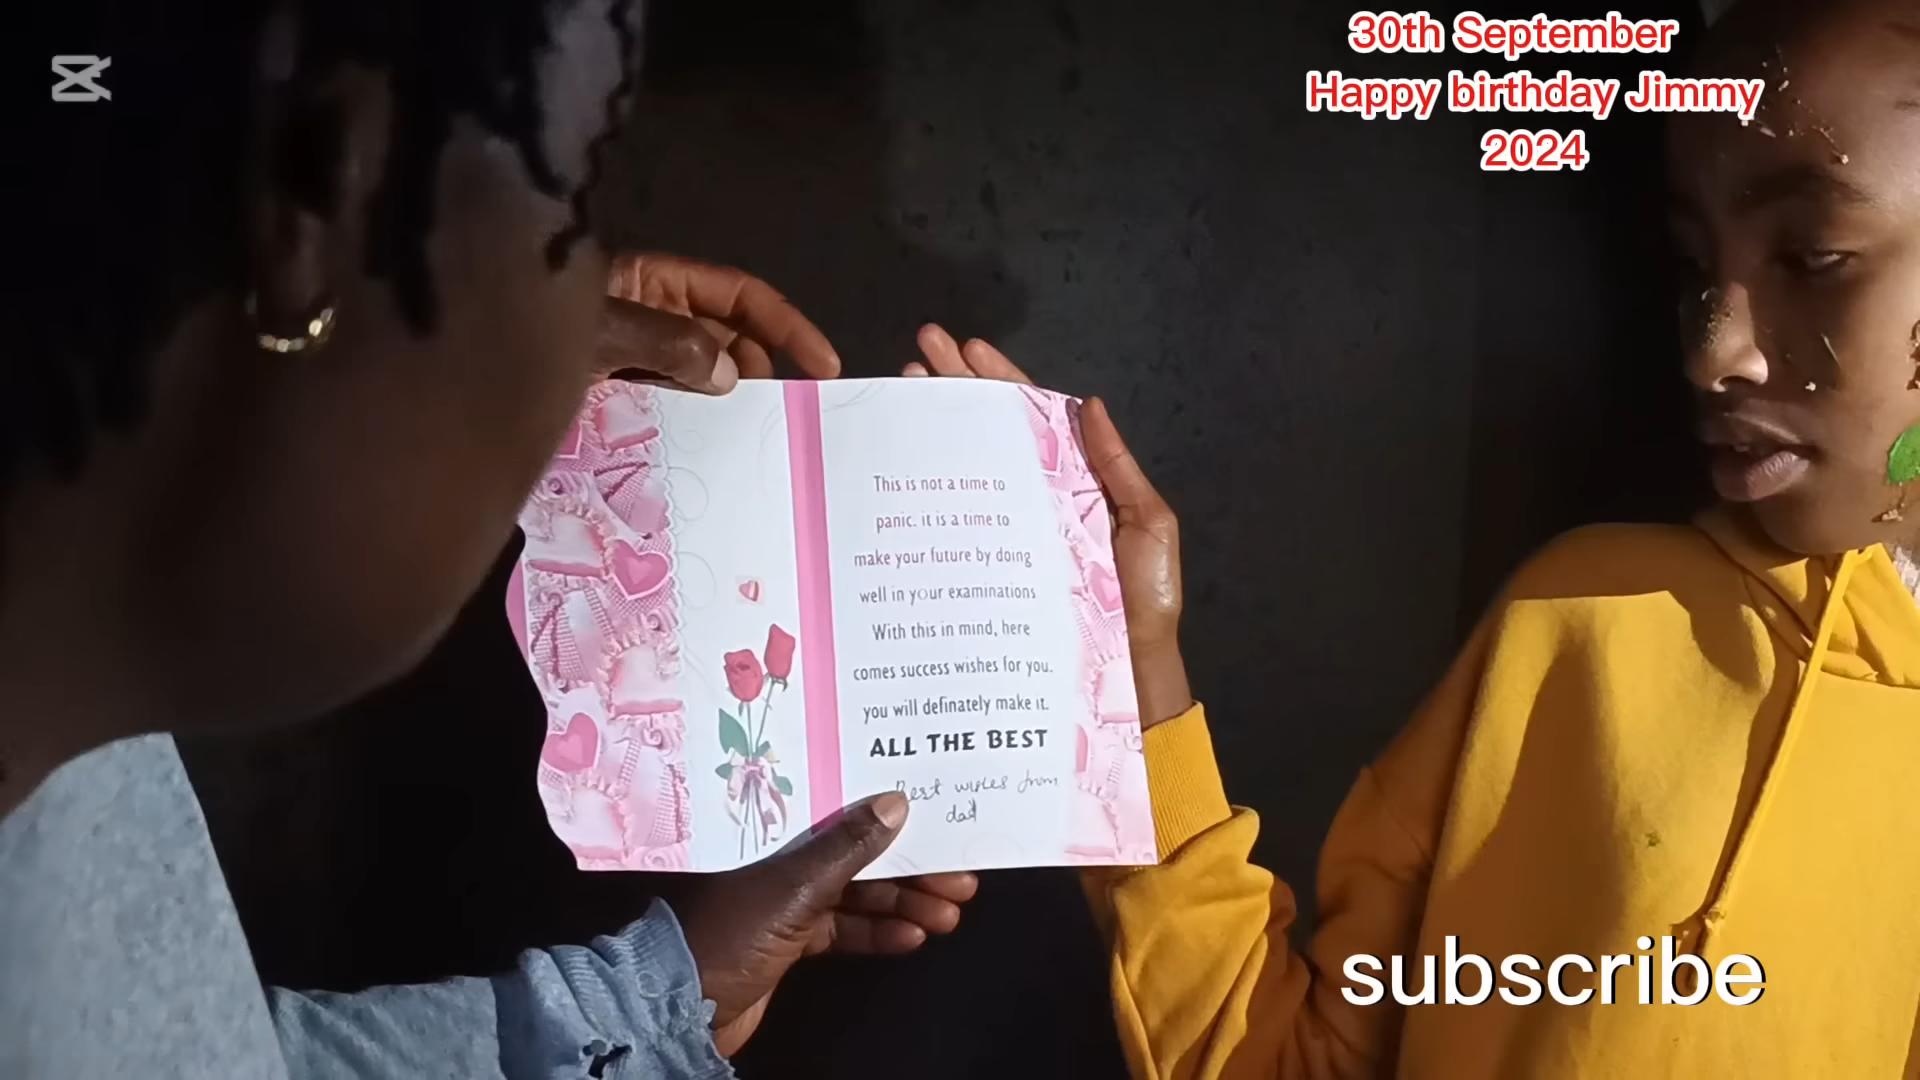 30th September
Happy birthday Jimmy
2024
This is not a time to
panic. it is a time to
make your future by doing
well in your examinations
With this in mind, here
comes success wishes for you.
you will definately make it.
ALL THE BEST
Best wishes from
dad
subscribe